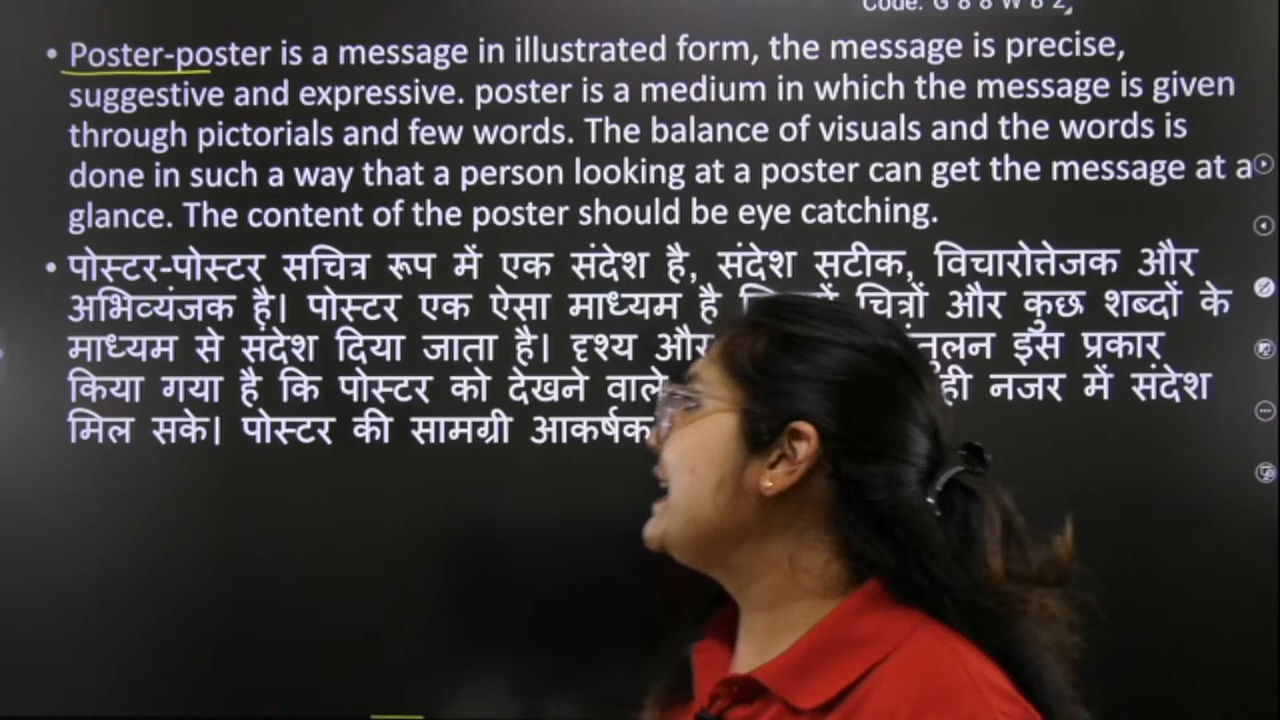 • Poster-poster is a message in illustrated form, the message is precise,
suggestive and expressive. poster is a medium in which the message is given
through pictorials and few words. The balance of visuals and the words is
done in such a way that a person looking at a poster can get the message at a
glance. The content of the poster should be eye catching.
• पोस्टर-पोस्टर सचित्र रूप में एक संदेश है, संदेश सटीक, विचारोत्तेजक और
अभिव्यंजक है। पोस्टर एक ऐसा माध्यम है चित्रों और कुछ शब्दों के
माध्यम से संदेश दिया जाता है। दृश्य और इस प्रकार
किया गया है कि पोस्टर को देखने वाले ही नजर में संदेश
मिल सके। पोस्टर की सामग्री आकर्षक